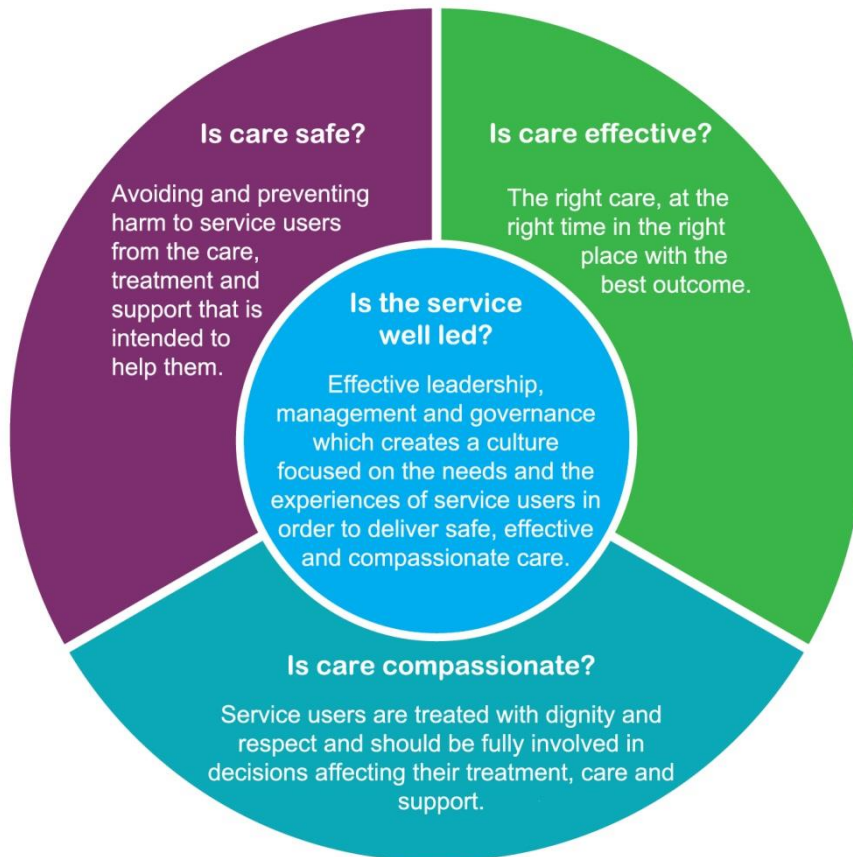 Is care safe?
Avoiding and preventing
harm to service users
from the care,
treatment and
support that is
intended to
help them.
Is care effective?
The right care, at the
right time in the right
place with the
best outcome.
Is the service
well led?
Effective leadership,
management and governance
which creates a culture
focused on the needs and the
experiences of service users in
order to deliver safe, effective
and compassionate care.
Is care compassionate?
Service users are treated with dignity and
respect and should be fully involved in
decisions affecting their treatment, care and
support.